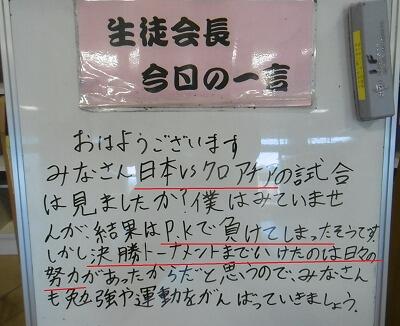 生徒会長
今日の一言
おはようございます
みなさん日本vsクロアチアの試合
は見ましたか？僕はみていませ
んが結果はP.kで負けてしまったそうです。
しかし決勝トーナメントまでいけたのは日々の
努力があったからだと思うので、みなさん
も勉強や運動をがんばっていきましょう。